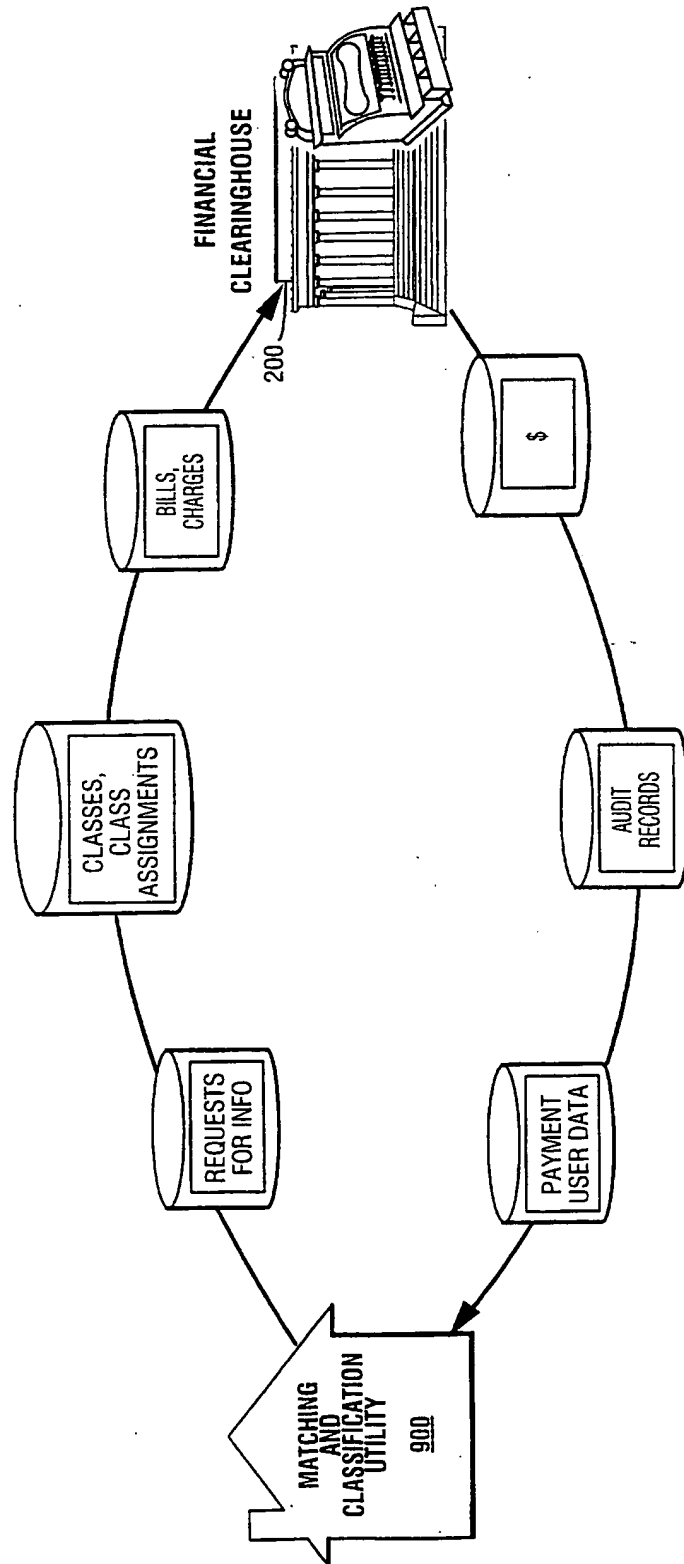 MATCHING
AND
CLASSIFICATION
UTILITY
900
REQUESTS
FOR INFO
CLASSES,
CLASS
ASSIGNMENTS
BILLS,
CHARGES
FINANCIAL
CLEARINGHOUSE
200
$
AUDIT
RECORDS
PAYMENT
USER DATA